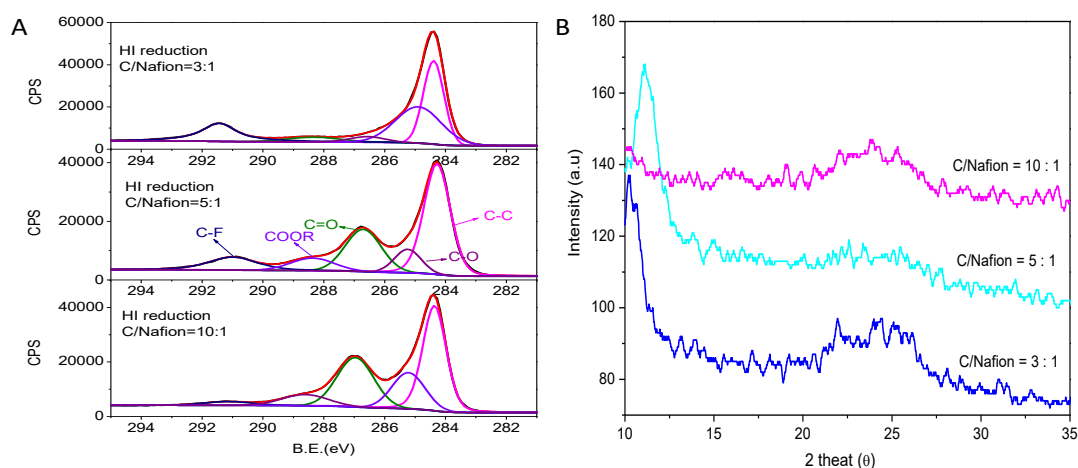 A
60000
40000
20000
0
CPS
HI reduction
C/Nafion=3:1
294 292 290 288 286 284 282
40000
20000
0
CPS
HI reduction
C/Nafion=5:1
C-F
COOR
C=O
C-C
C-O
294 292 290 288 286 284 282
40000
20000
0
CPS
HI reduction
C/Nafion=10:1
294 292 290 288 286 284 282
B.E.(eV)
B
180
160
140
120
100
80
Intensity (a.u)
C/Nafion = 10 : 1
C/Nafion = 5 : 1
C/Nafion = 3 : 1
10 15 20 25 30 35
2 theat (θ)